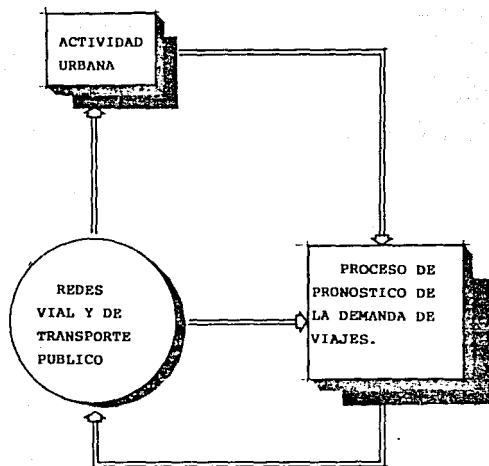 ACTIVIDAD
URBANA
REDES
VIAL Y DE
TRANSPORTE
PUBLICO
PROCESO DE
PRONOSTICO DE
LA DEMANDA DE
VIAJES.